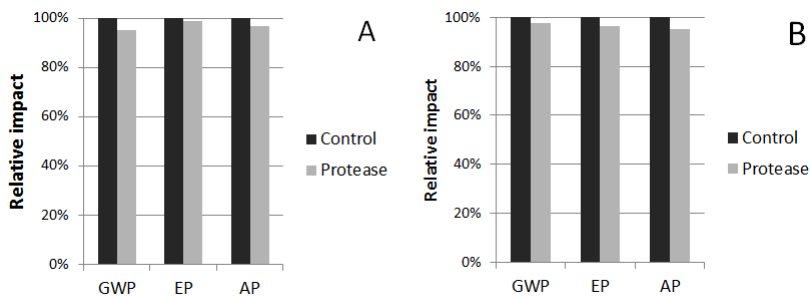 A
Relative impact
100%
80%
60%
40%
20%
0%
GWP EP AP
Control
Protease
B
Relative impact
100%
80%
60%
40%
20%
0%
GWP EP AP
Control
Protease